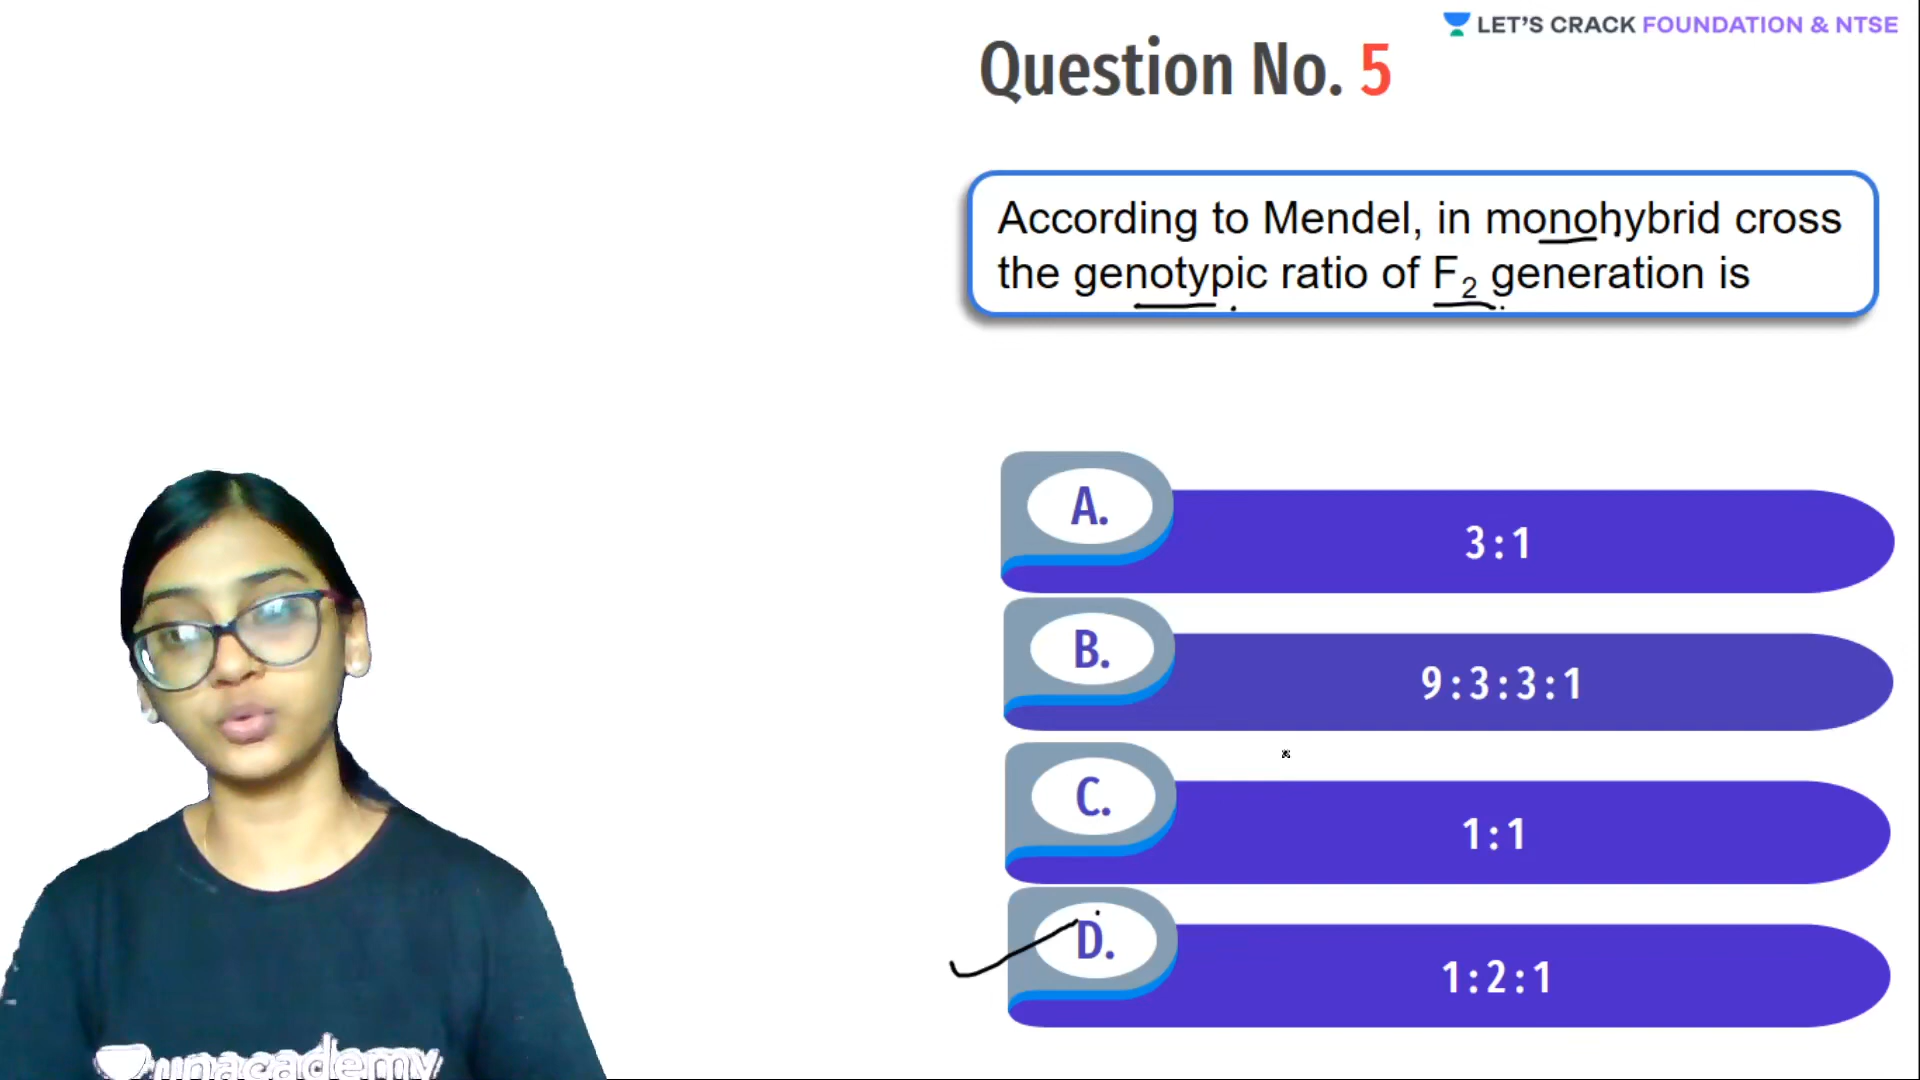 LET'S CRACK FOUNDATION & NTSE
Question No. 5
According to Mendel, in monohybrid cross
the genotypic ratio of F₂ generation is
A.
3:1
B.
9:3:3:1
C.
1:1
D.
1:2:1
unacademy